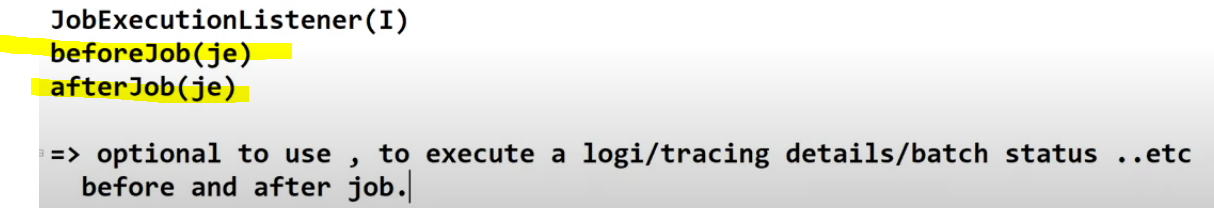 JobExecutionListener(I)
beforeJob(je)
afterJob(je)
=> optional to use , to execute a logi/tracing details/batch status ..etc
before and after job.